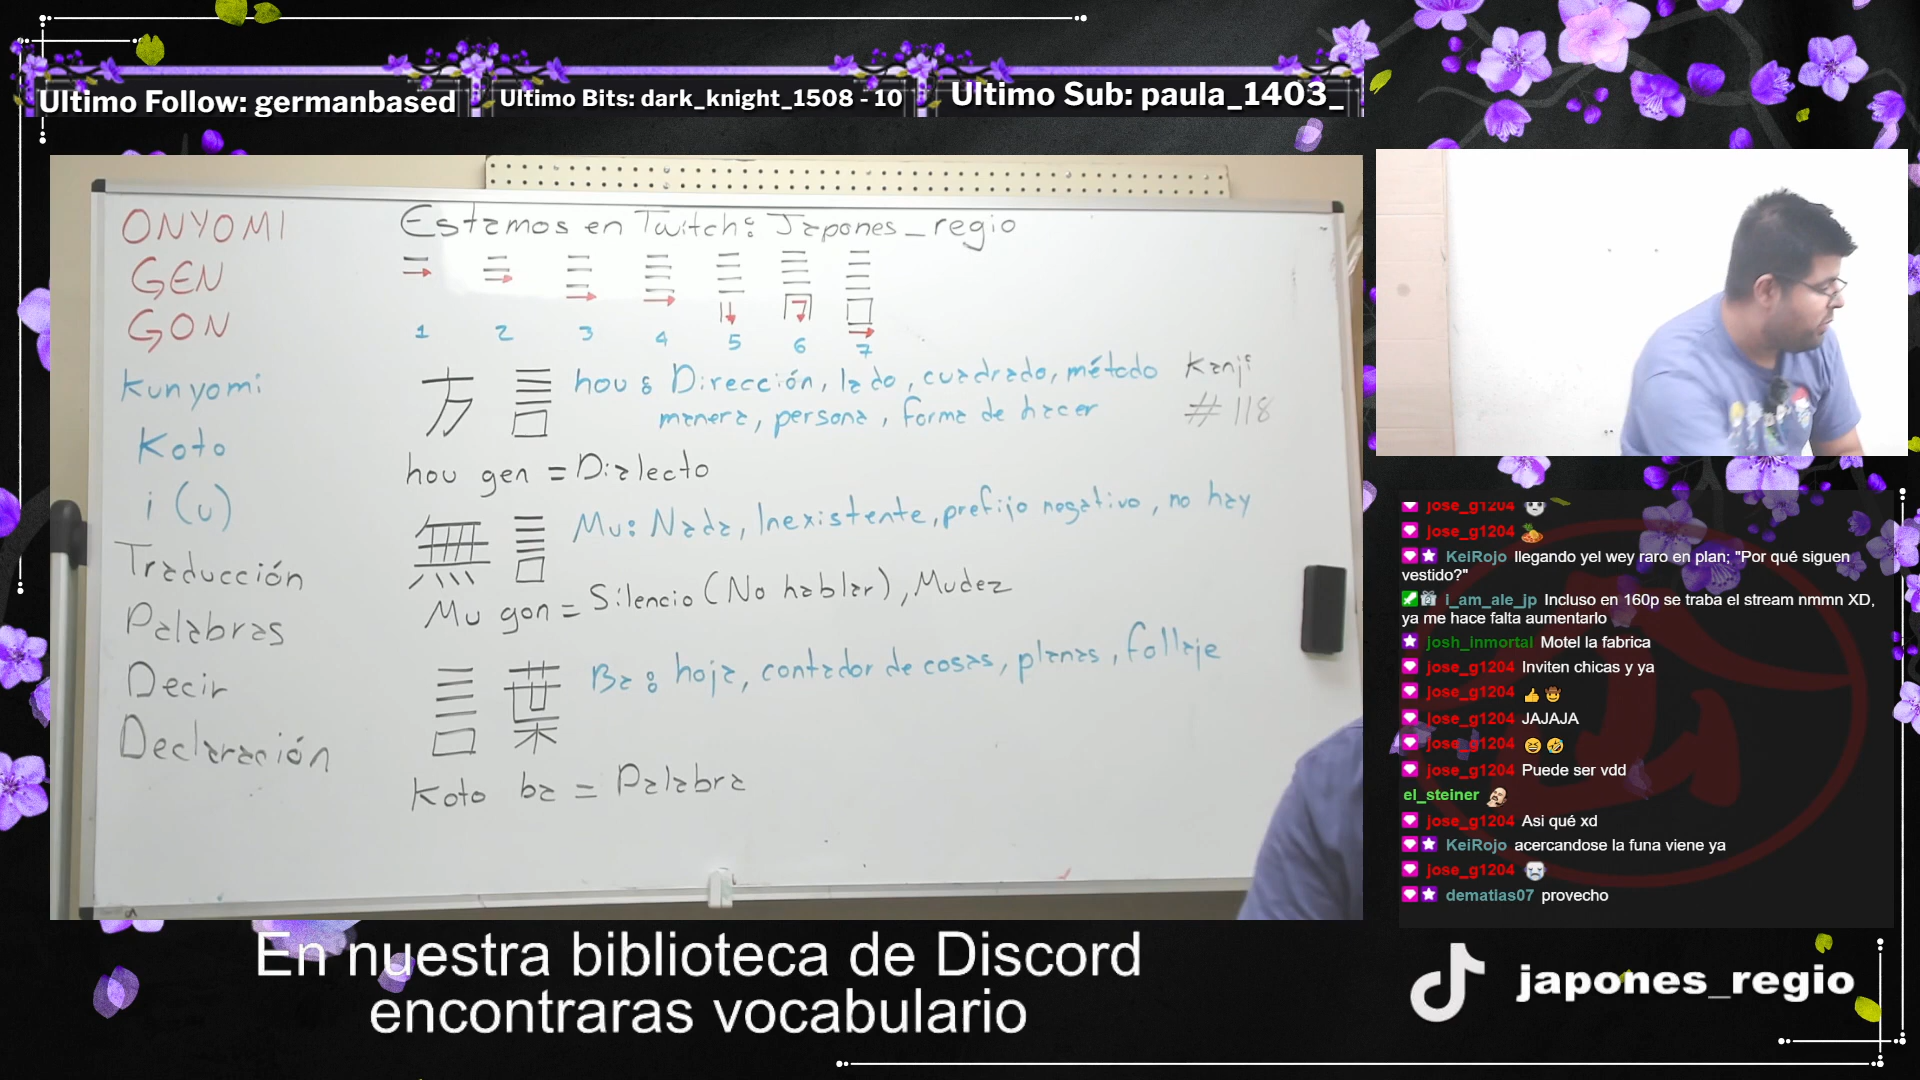 Ultimo Follow: germanbased
Ultimo Bits: dark_knight_1508 - 10
Ultimo Sub: paula_1403_
ONYOMI
GEN
GON
Kunyomi
Koto
i (u)
Traducción
Palabras
Decir
Declaración
Estamos en Twitch: Japones_regio
1 2 3 4 5 6 7
方言 hou: Dirección, lado, cuadrado, método
manera, persona, forma de hacer
Kanji
#118
hou gen = Dialecto
無言 Mu: Nada, Inexistente, prefijo negativo, no hay
Mu gon = Silencio (No hablar), Mudez
言葉 Ba: hoja, contador de cosas, planas, follaje
Koto ba = Palabra
jose_g1204
jose_g1204
KeiRojo llegando yel wey raro en plan; "Por qué siguen
vestido?"
i_am_ale_jp Incluso en 160p se traba el stream nmmn XD,
ya me hace falta aumentarlo
josh_inmortal Motel la fabrica
jose_g1204 Inviten chicas y ya
jose_g1204 👍🤠
jose_g1204 JAJAJA
jose_g1204 😆🤣
jose_g1204 Puede ser vdd
el_steiner
jose_g1204 Asi qué xd
KeiRojo acercandose la funa viene ya
jose_g1204
dematias07 provecho
En nuestra biblioteca de Discord
encontraras vocabulario
japones_regio